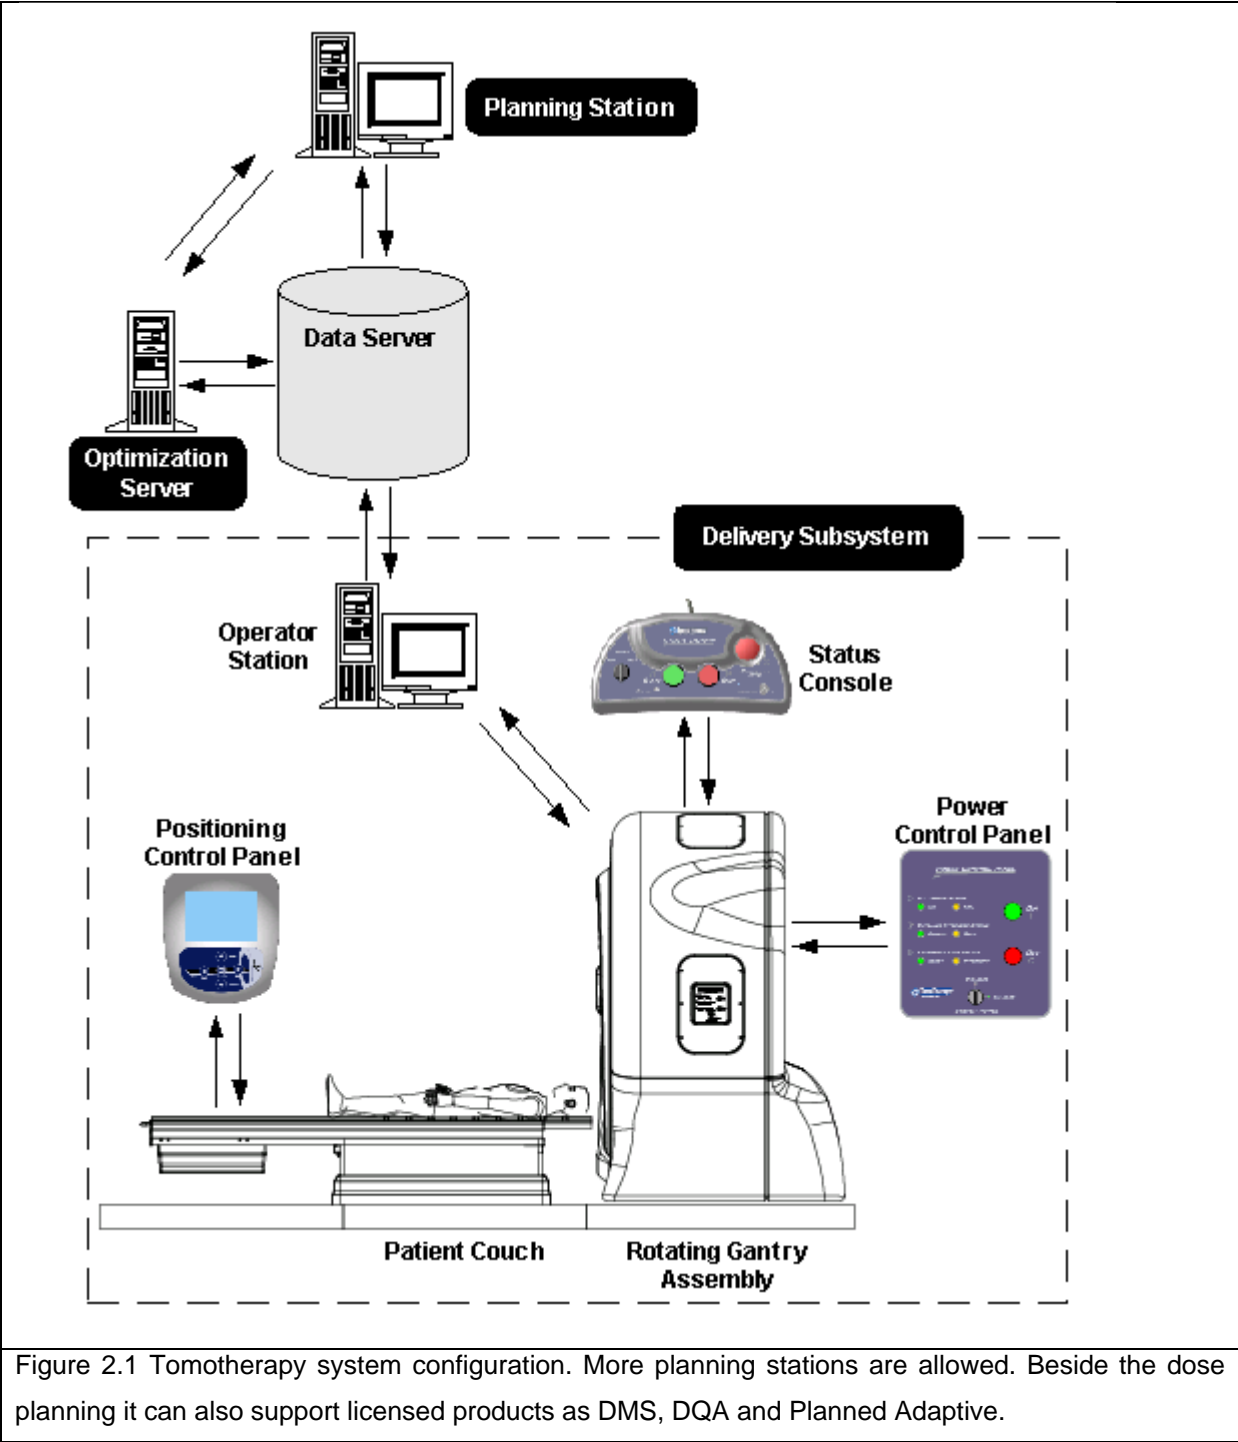 Planning Station
Data Server
Optimization
Server
Delivery Subsystem
Operator
Station
Status
Console
Positioning
Control Panel
Power
Control Panel
Patient Couch
Rotating Gantry
Assembly
Figure 2.1 Tomotherapy system configuration. More planning stations are allowed. Beside the dose
planning it can also support licensed products as DMS, DQA and Planned Adaptive.